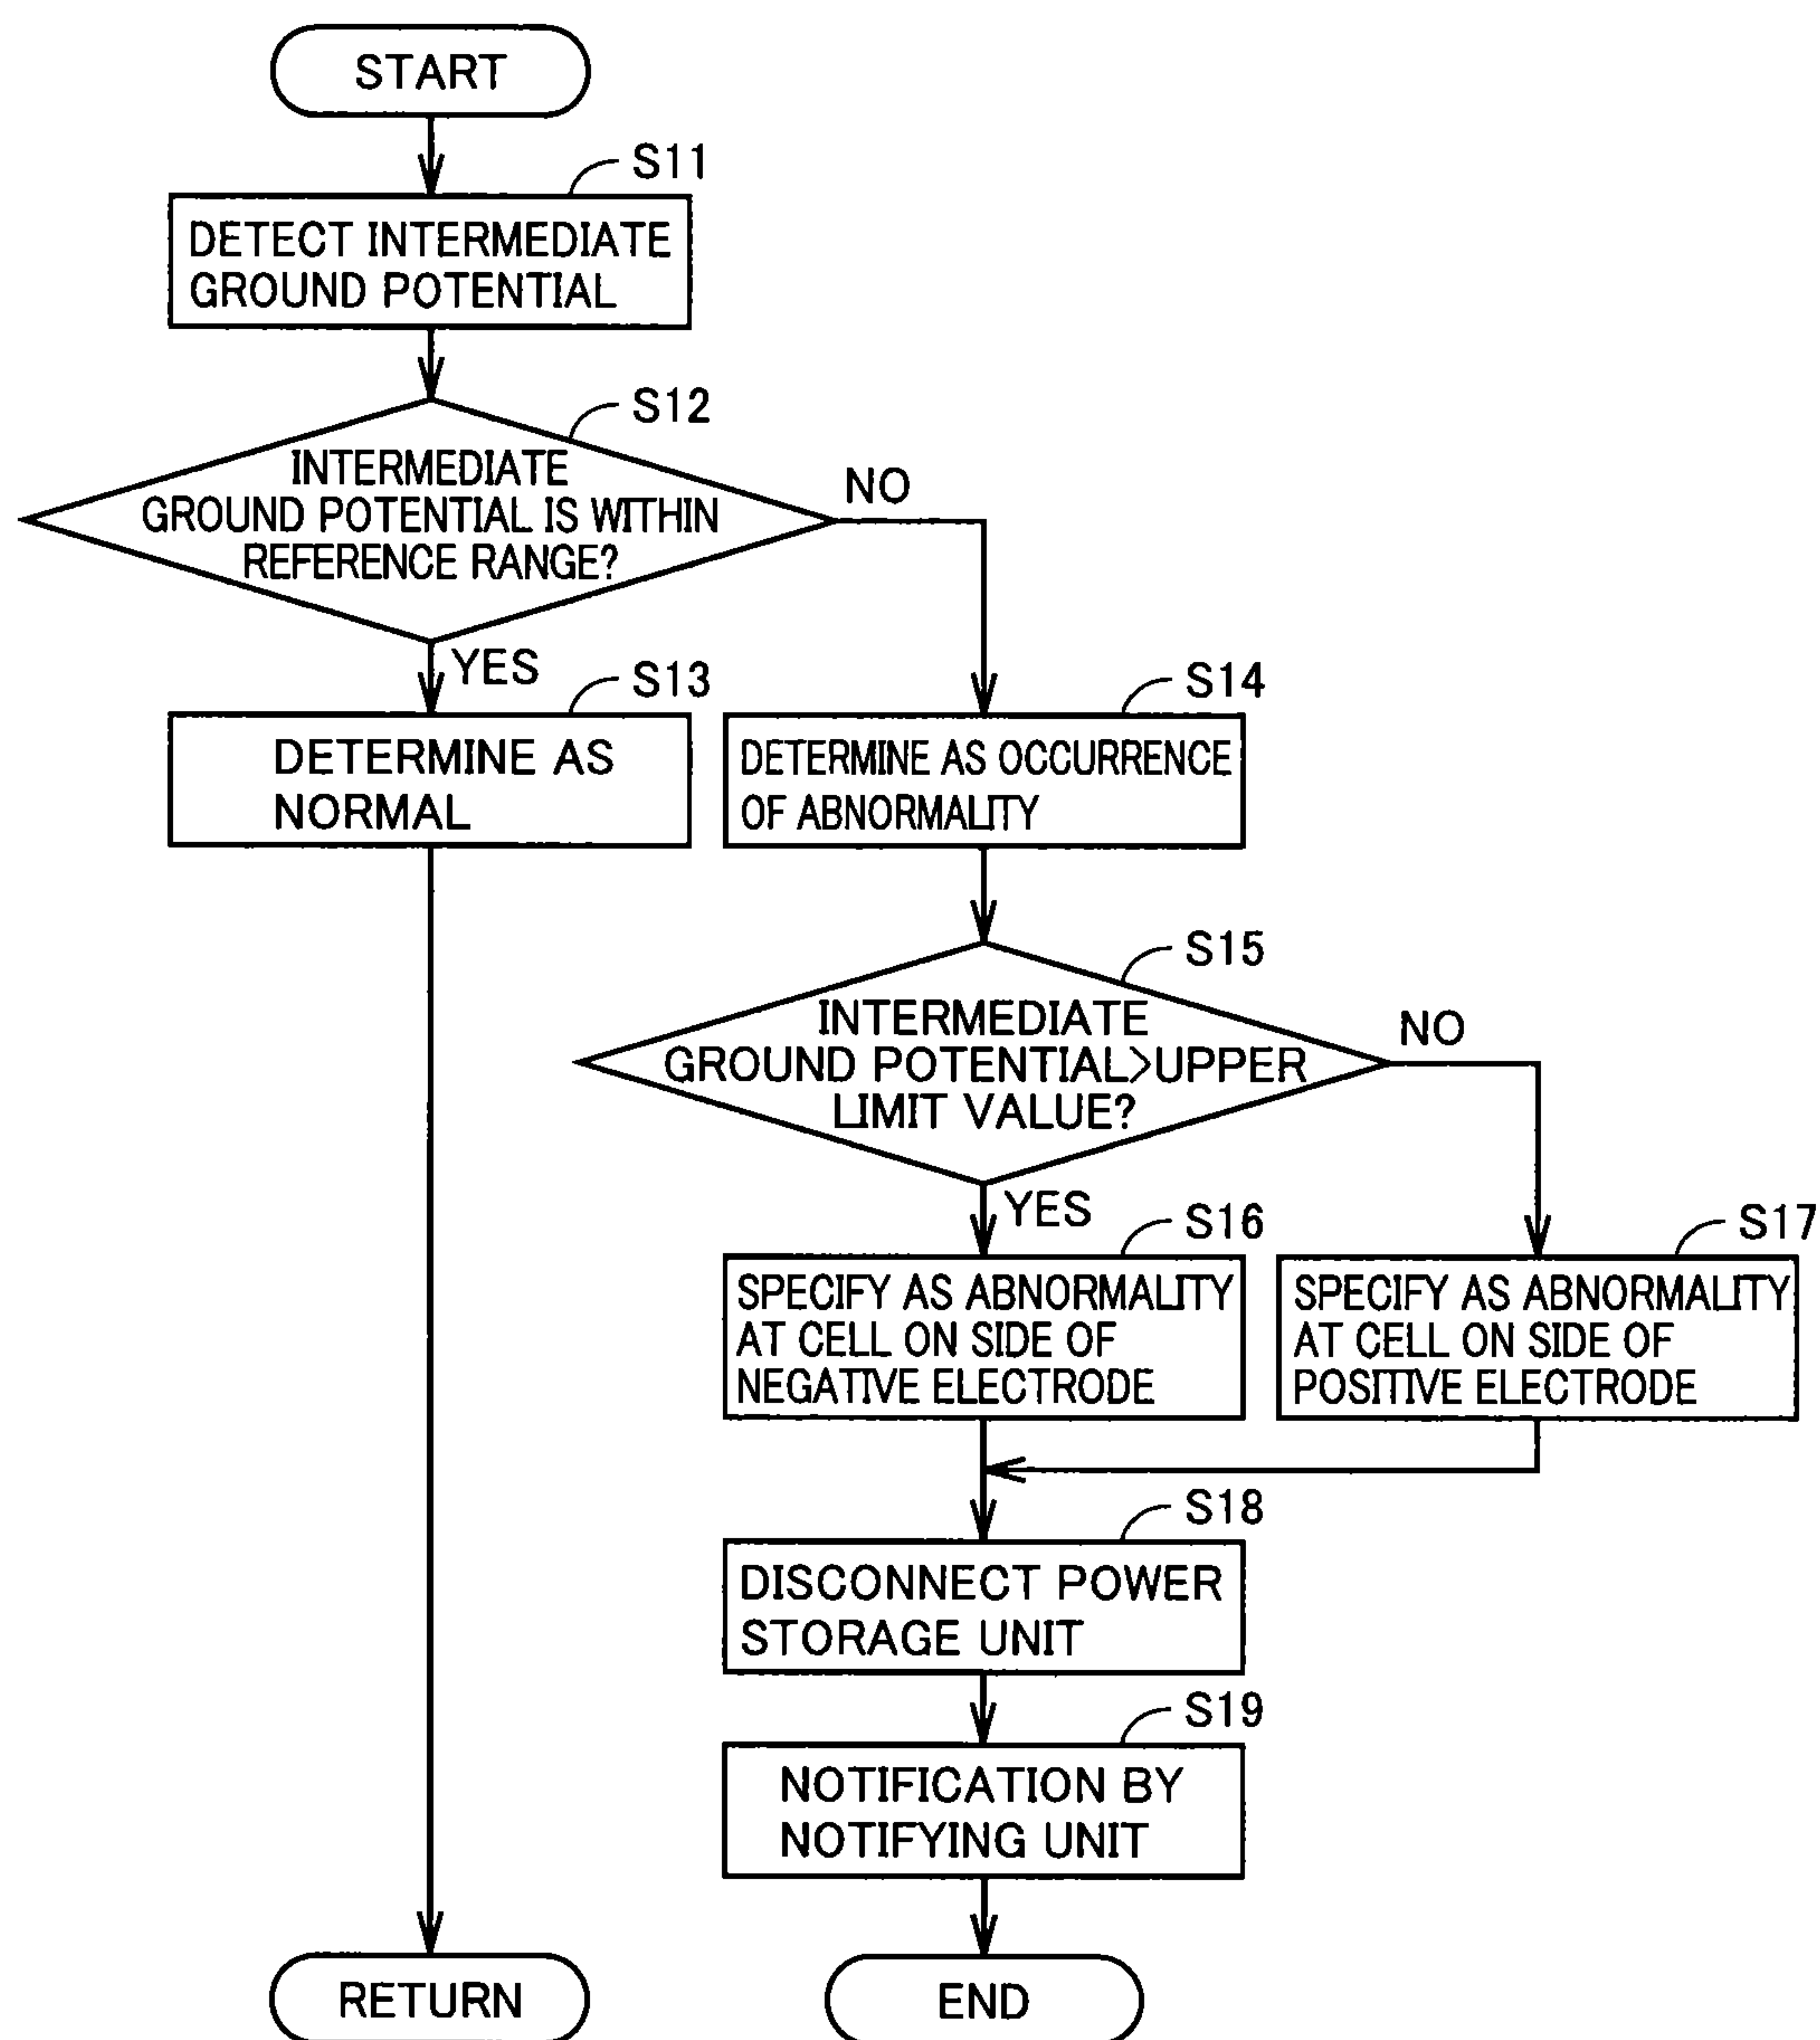 START
S11
DETECT INTERMEDIATE
GROUND POTENTIAL
S12
INTERMEDIATE
GROUND POTENTIAL IS WITHIN
REFERENCE RANGE?
NO
YES
S13
DETERMINE AS
NORMAL
S14
DETERMINE AS OCCURRENCE
OF ABNORMALITY
S15
INTERMEDIATE
GROUND POTENTIAL>UPPER
LIMIT VALUE?
NO
YES
S16
SPECIFY AS ABNORMALITY
AT CELL ON SIDE OF
NEGATIVE ELECTRODE
S17
SPECIFY AS ABNORMALITY
AT CELL ON SIDE OF
POSITIVE ELECTRODE
S18
DISCONNECT POWER
STORAGE UNIT
S19
NOTIFICATION BY
NOTIFYING UNIT
RETURN
END